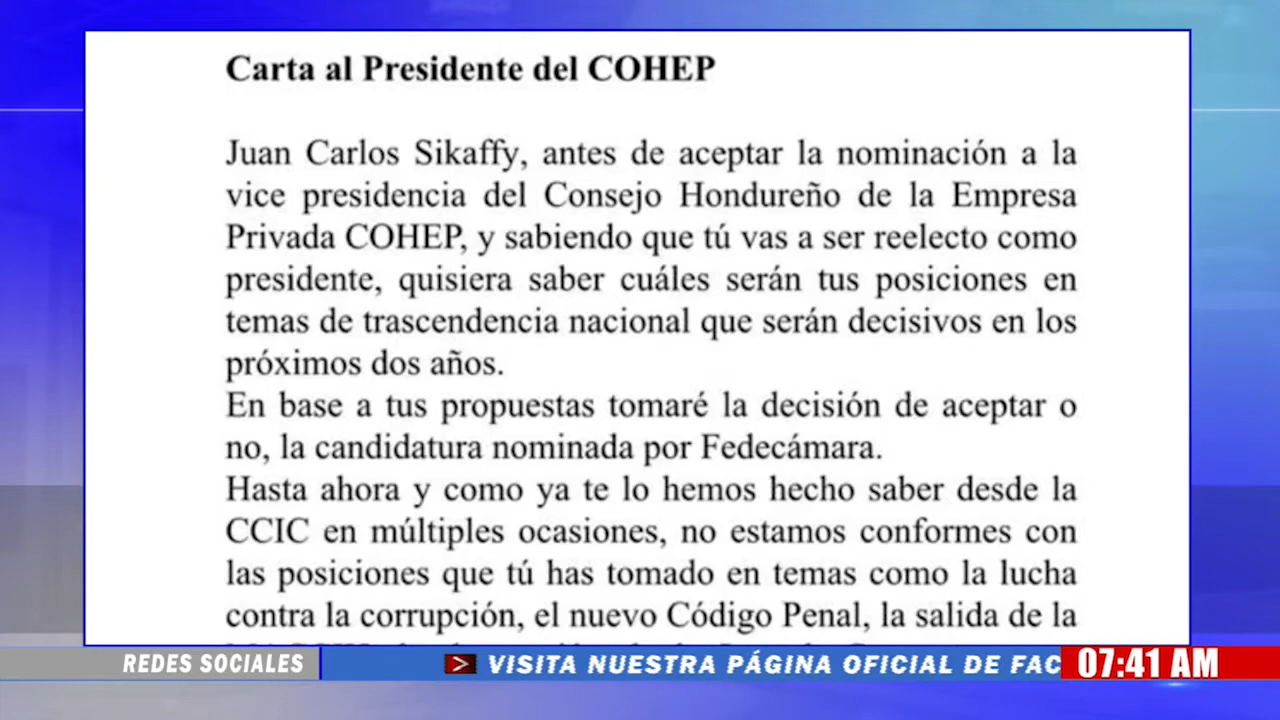 Carta al Presidente del COHEP
Juan Carlos Sikaffy, antes de aceptar la nominación a la
vice presidencia del Consejo Hondureño de la Empresa
Privada COHEP, y sabiendo que tú vas a ser reelecto como
presidente, quisiera saber cuáles serán tus posiciones en
temas de trascendencia nacional que serán decisivos en los
próximos dos años.
En base a tus propuestas tomaré la decisión de aceptar o
no, la candidatura nominada por Fedecámara.
Hasta ahora y como ya te lo hemos hecho saber desde la
CCIC en múltiples ocasiones, no estamos conformes con
las posiciones que tú has tomado en temas como la lucha
contra la corrupción, el nuevo Código Penal, la salida de la
REDES SOCIALES > VISITA NUESTRA PÁGINA OFICIAL DE FAC 07:41 AM